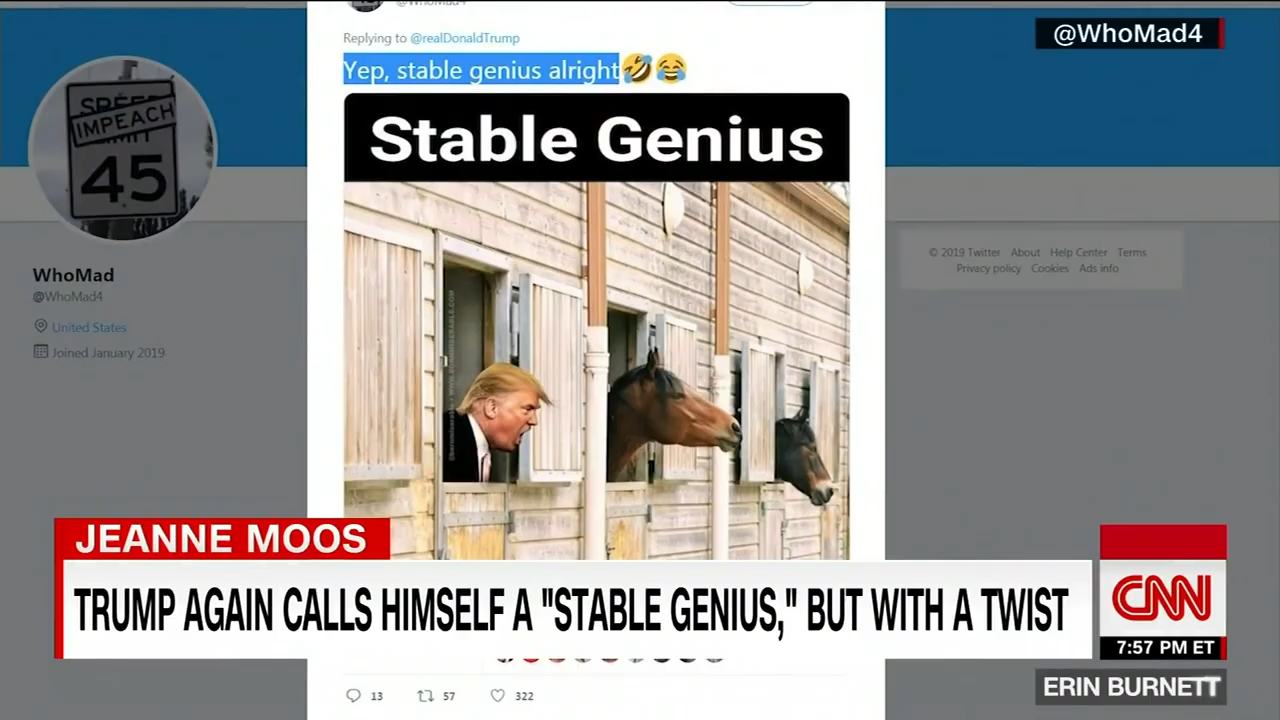 @WhoMad4
Replying to @realDonaldTrump
Yep, stable genius alright
Stable Genius
SPEED
IMPEACH
LIMIT
45
WhoMad
@WhoMad4
United States
Joined January 2019
© 2019 Twitter About Help Center Terms
Privacy policy Cookies Ads info
@WhoMad4
JEANNE MOOS
TRUMP AGAIN CALLS HIMSELF A "STABLE GENIUS," BUT WITH A TWIST
CNN
7:57 PM ET
ERIN BURNETT
13 57 322